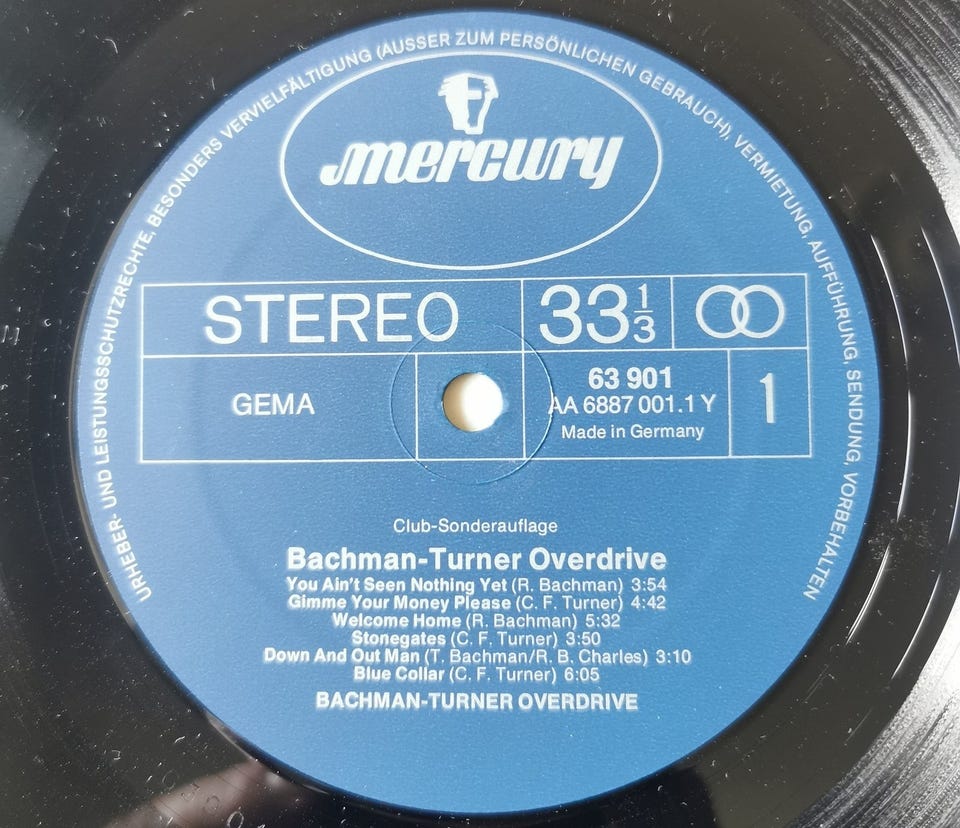 URHEBER- UND LEISTUNGSSCHUTZRECHTE, BESONDERS VERVIELFÄLTIGUNG (AUSSER ZUM PERSÖNLICHEN GEBRAUCH), VERMIETUNG, AUFFÜHRUNG, SENDUNG, VORBEHALTEN
mercury
STEREO 33 1/3
GEMA
63 901
AA 6887 001.1 Y
Made in Germany
1
Club-Sonderauflage
Bachman-Turner Overdrive
You Ain't Seen Nothing Yet (R. Bachman) 3:54
Gimme Your Money Please (C. F. Turner) 4:42
Welcome Home (R. Bachman) 5:32
Stonegates (C. F. Turner) 3:50
Down And Out Man (T. Bachman/R. B. Charles) 3:10
Blue Collar (C. F. Turner) 6:05
BACHMAN-TURNER OVERDRIVE